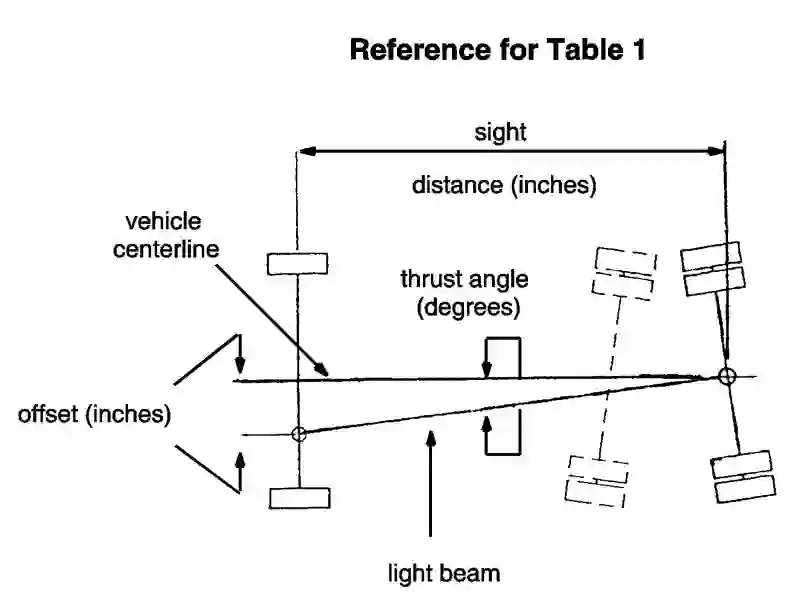 Reference for Table 1
sight
distance (inches)
vehicle
centerline
thrust angle
(degrees)
offset (inches)
light beam